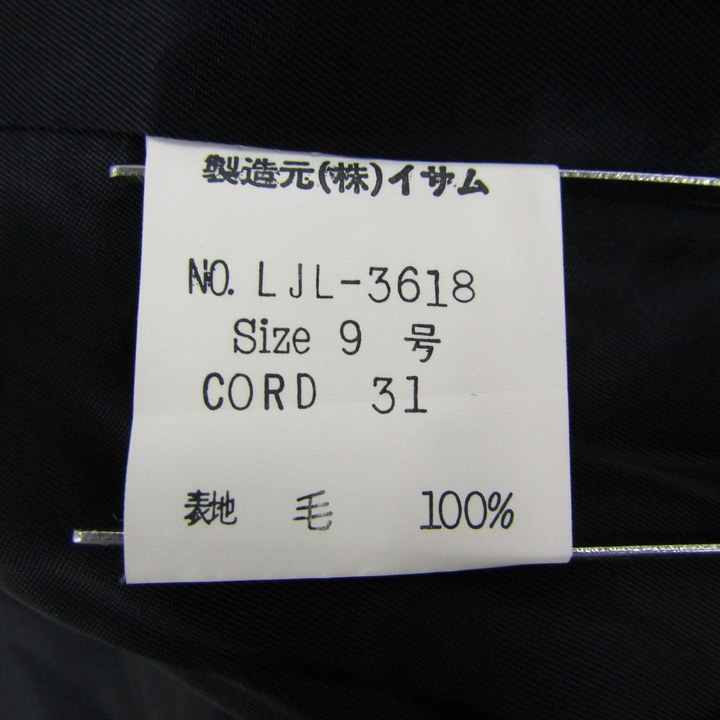 製造元(株)イサム
NO. LJL-3618
Size 9 号
CORD 31
表地 毛 100%